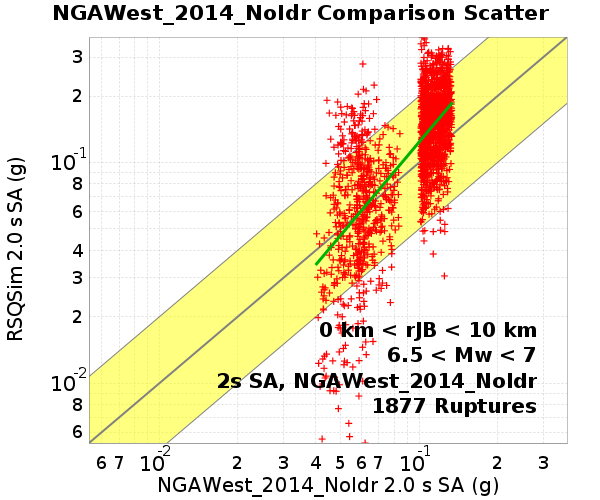 NGAWest_2014_NoIdr Comparison Scatter
RSQSim 2.0 s SA (g)
3
2
10-1
8
6
4
3
2
10-2
8
6
0 km < rJB < 10 km
6.5 < Mw < 7
2s SA, NGAWest_2014_NoIdr
1877 Ruptures
6 7 10-2 2 3 4 5 6 7 8 10-1 2 3
NGAWest_2014_NoIdr 2.0 s SA (g)